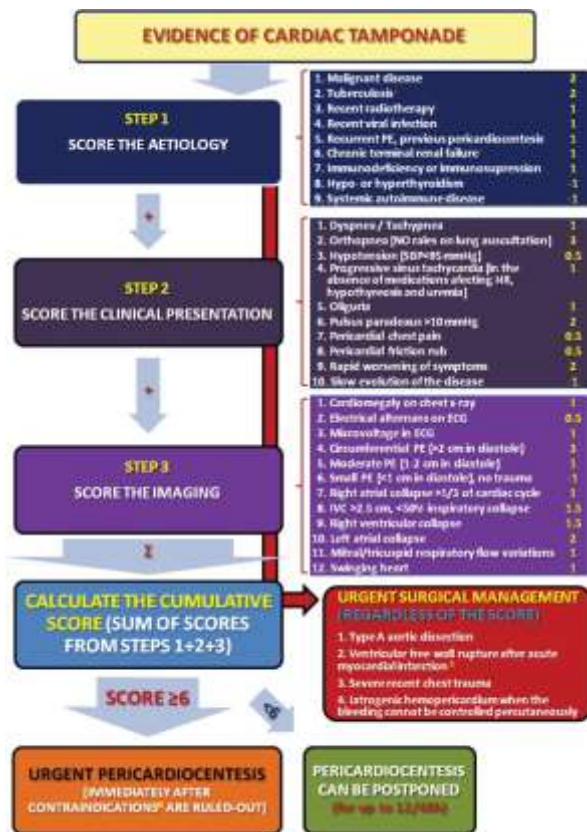 EVIDENCE OF CARDIAC TAMPONADE
STEP 1
SCORE THE AETIOLOGY
1. Malignant disease 2
2. Tuberculosis 2
3. Recent radiotherapy 1
4. Recent viral infection 1
5. Recurrent PE, previous pericardiocentesis 1
6. Chronic terminal renal failure 1
7. Immunodeficiency or immunosupression 1
8. Hypo- or hyperthyroidism -1
9. Systemic autoimmune disease -1
+
STEP 2
SCORE THE CLINICAL PRESENTATION
1. Dyspnea / Tachypnea 1
2. Orthopnea [NO rales on lung auscultation] 3
3. Hypotension [SBP<95 mmHg] 0.5
4. Progressive sinus tachycardia [in the 1
absence of medications afecting HR,
hypothyreosis and uremia]
5. Oliguria 1
6. Pulsus paradoxus >10 mmHg 2
7. Pericardial chest pain 0.5
8. Pericardial friction rub 0.5
9. Rapid worsening of symptoms 2
10. Slow evolution of the disease -1
+
STEP 3
SCORE THE IMAGING
1. Cardiomegaly on chest x-ray 1
2. Electrical alternans on ECG 0.5
3. Microvoltage in ECG 1
4. Circumferential PE [>2 cm in diastole] 3
5. Moderate PE [1-2 cm in diastole] 1
6. Small PE [<1 cm in diastole], no trauma -1
7. Right atrial collapse >1/3 of cardiac cycle 1
8. IVC >2.5 cm, <50% inspiratory collapse 1.5
9. Right ventricular collapse 1.5
10. Left atrial collapse 2
11. Mitral/tricuspid respiratory flow variations 1
12. Swinging heart 1
Σ
CALCULATE THE CUMULATIVE
SCORE (SUM OF SCORES
FROM STEPS 1+2+3)
URGENT SURGICAL MANAGEMENT
(REGARDLESS OF THE SCORE)
1. Type A aortic dissection
2. Ventricular free wall rupture after acute
myocardial infarction
3. Severe recent chest trauma
4. Iatrogenic hemopericardium when the
bleeding cannot be controlled percutaneously
SCORE ≥6
<6
URGENT PERICARDIOCENTESIS
[IMMEDIATELY AFTER
CONTRAINDICATIONS ARE RULED-OUT]
PERICARDIOCENTESIS
CAN BE POSTPONED
(for up to 12/48h)